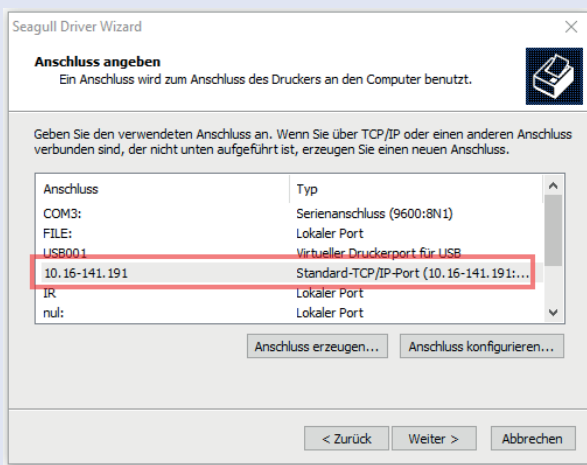 Seagull Driver Wizard
Anschluss angeben
Ein Anschluss wird zum Anschluss des Druckers an den Computer benutzt.
Geben Sie den verwendeten Anschluss an. Wenn Sie über TCP/IP oder einen anderen Anschluss
verbunden sind, der nicht unten aufgeführt ist, erzeugen Sie einen neuen Anschluss.
Anschluss Typ
COM3: Serienanschluss (9600:8N1)
FILE: Lokaler Port
USB001 Virtueller Druckerport für USB
10.16-141.191 Standard-TCP/IP-Port (10.16-141.191:...
IR Lokaler Port
nul: Lokaler Port
Anschluss erzeugen... Anschluss konfigurieren...
< Zurück Weiter > Abbrechen